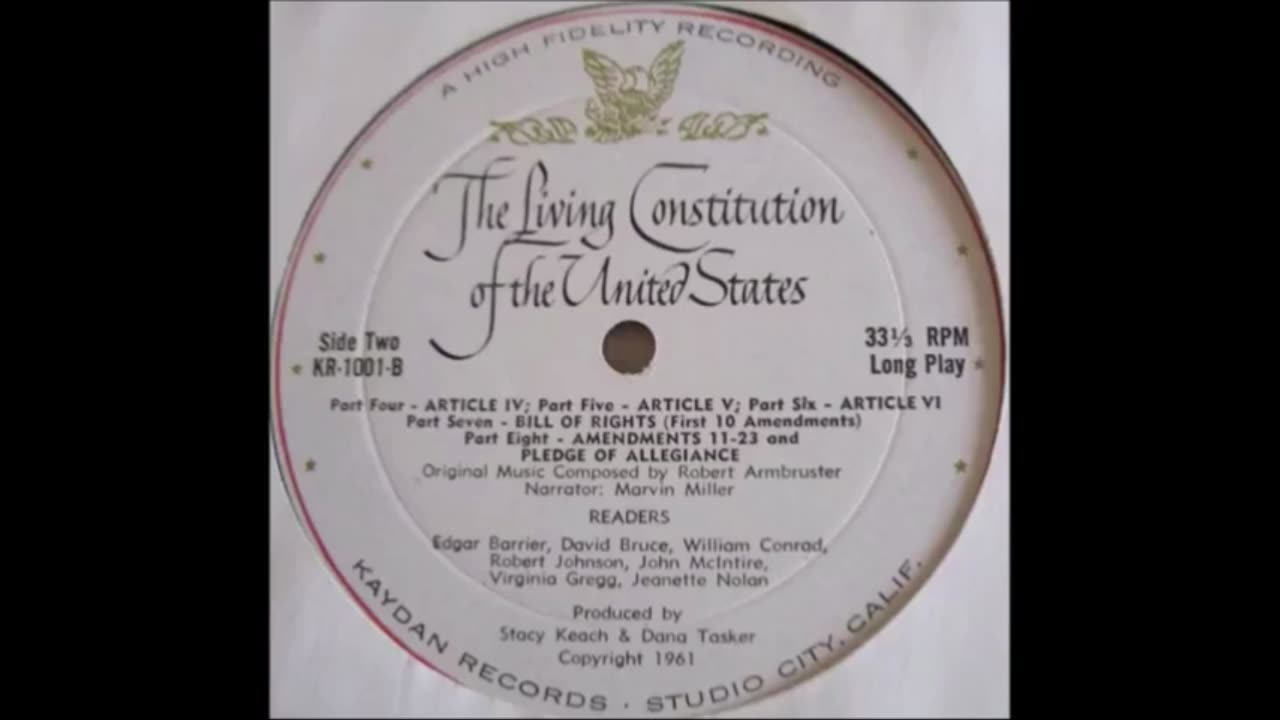 A HIGH FIDELITY RECORDING
The Living Constitution
of the United States
Side Two
KR-1001-B
33⅓ RPM
Long Play
Part Four - ARTICLE IV; Part Five - ARTICLE V; Part Six - ARTICLE VI
Part Seven - BILL OF RIGHTS (First 10 Amendments)
Part Eight - AMENDMENTS 11-23 and
PLEDGE OF ALLEGIANCE
Original Music Composed by Robert Armbruster
Narrator: Marvin Miller
READERS
Edgar Barrier, David Bruce, William Conrad,
Robert Johnson, John McIntire,
Virginia Gregg, Jeanette Nolan
Produced by
Stacy Keach & Dana Tasker
Copyright 1961
KAYDAN RECORDS · STUDIO CITY, CALIF.